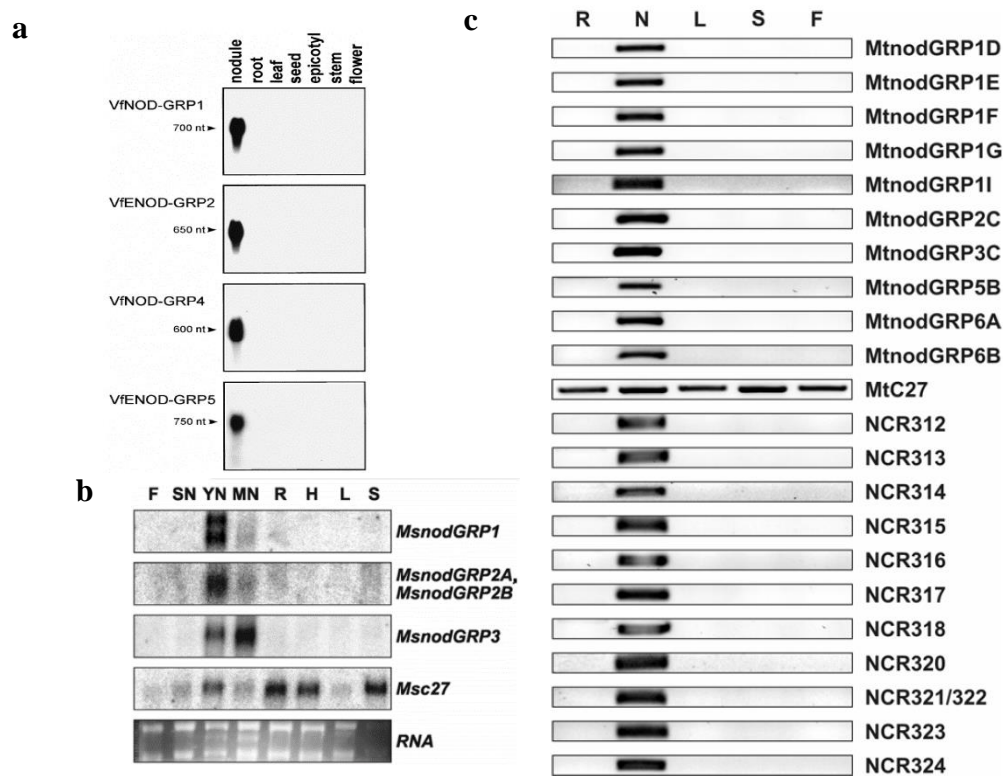 a
nodule
root
leaf
seed
epicotyl
stem
flower
VfNOD-GRP1
700 nt
VfENOD-GRP2
650 nt
VfNOD-GRP4
600 nt
VfENOD-GRP5
750 nt
b
F SN YN MN R H L S
MsnodGRP1
MsnodGRP2A,
MsnodGRP2B
MsnodGRP3
Msc27
RNA
c
R N L S F
MtnodGRP1D
MtnodGRP1E
MtnodGRP1F
MtnodGRP1G
MtnodGRP1I
MtnodGRP2C
MtnodGRP3C
MtnodGRP5B
MtnodGRP6A
MtnodGRP6B
MtC27
NCR312
NCR313
NCR314
NCR315
NCR316
NCR317
NCR318
NCR320
NCR321/322
NCR323
NCR324